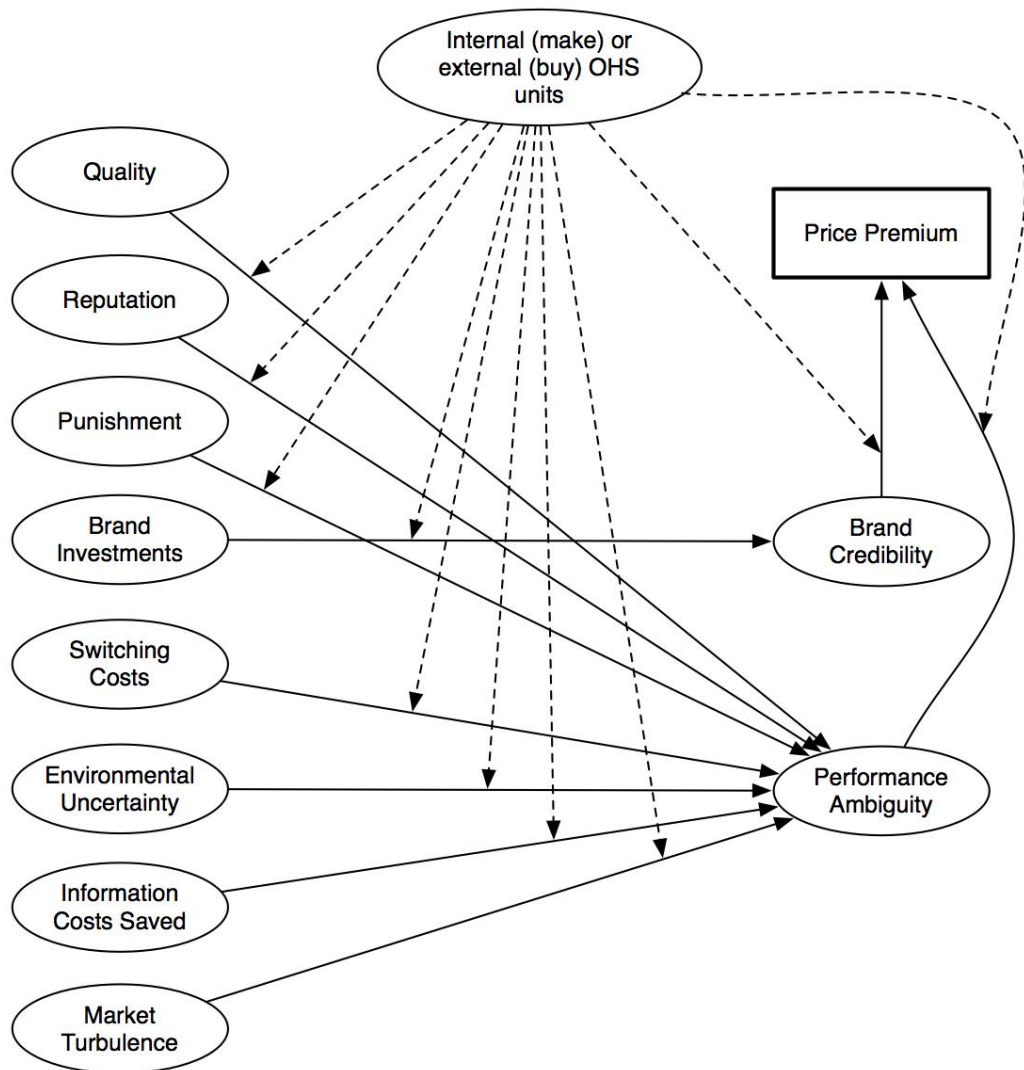 Internal (make) or
external (buy) OHS
units
Quality
Price Premium
Reputation
Punishment
Brand
Investments
Brand
Credibility
Switching
Costs
Environmental
Uncertainty
Performance
Ambiguity
Information
Costs Saved
Market
Turbulence